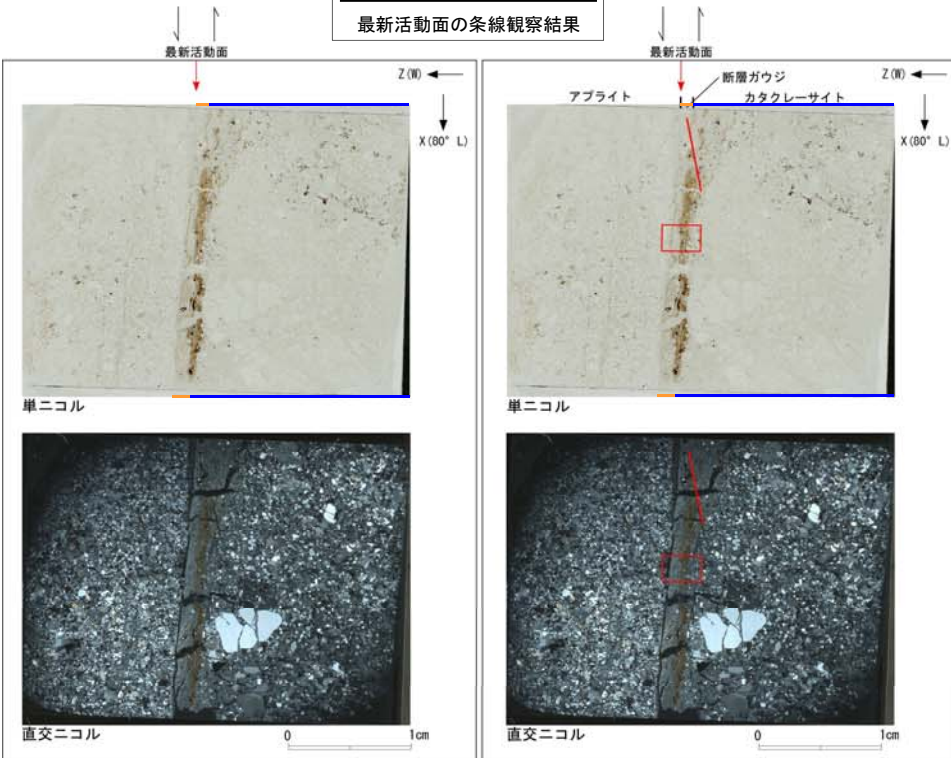 最新活動面の条線観察結果
最新活動面
Z(W)
X(80° L)
単ニコル
直交ニコル
0 1cm
最新活動面
断層ガウジ
Z(W)
アプライト
カタクレーサイト
X(80° L)
単ニコル
直交ニコル
0 1cm